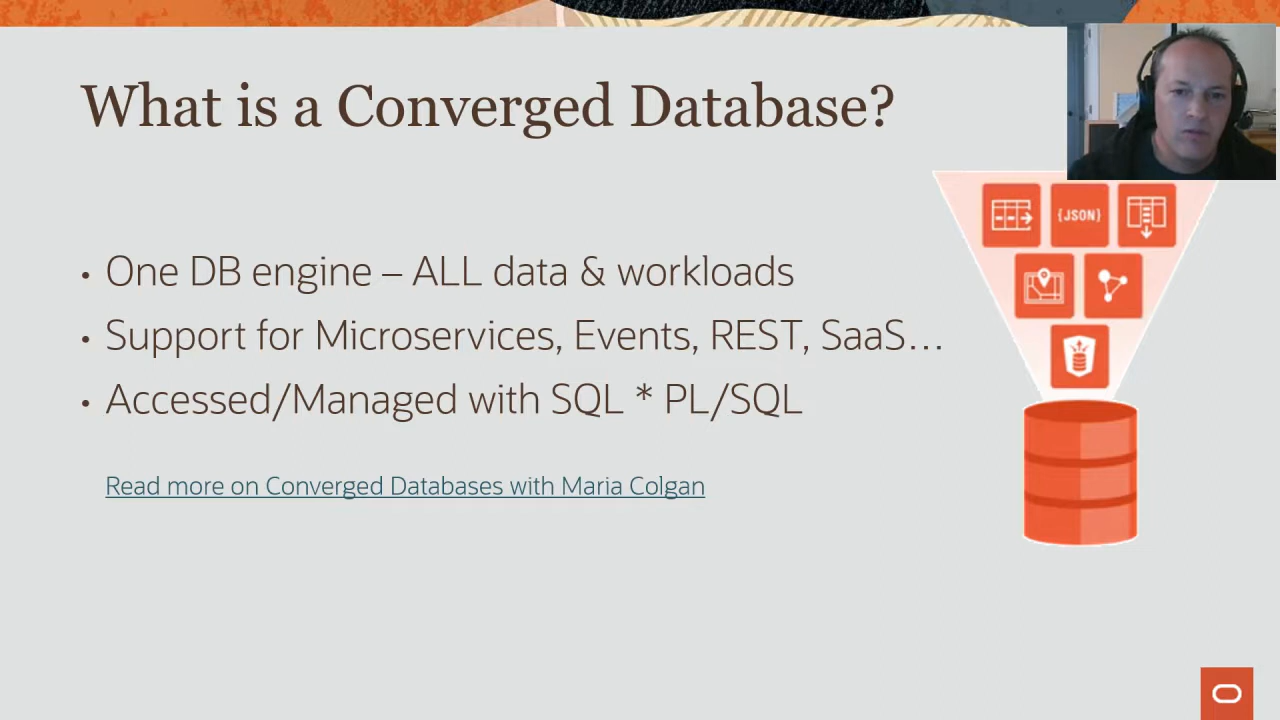 What is a Converged Database?
• One DB engine – ALL data & workloads
• Support for Microservices, Events, REST, SaaS…
• Accessed/Managed with SQL * PL/SQL
Read more on Converged Databases with Maria Colgan
{JSON}